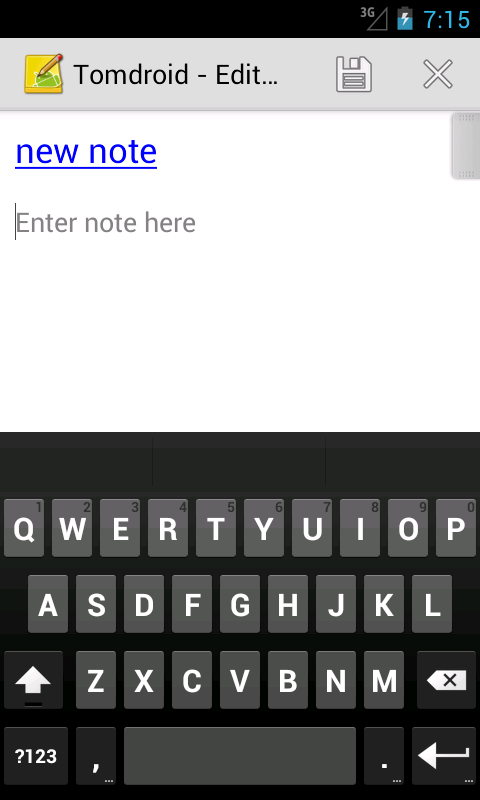 3G 7:15
Tomdroid - Edit...
new note
Enter note here
1 2 3 4 5 6 7 8 9 0
Q W E R T Y U I O P
A S D F G H J K L
Z X C V B N M
?123 , ... . ...